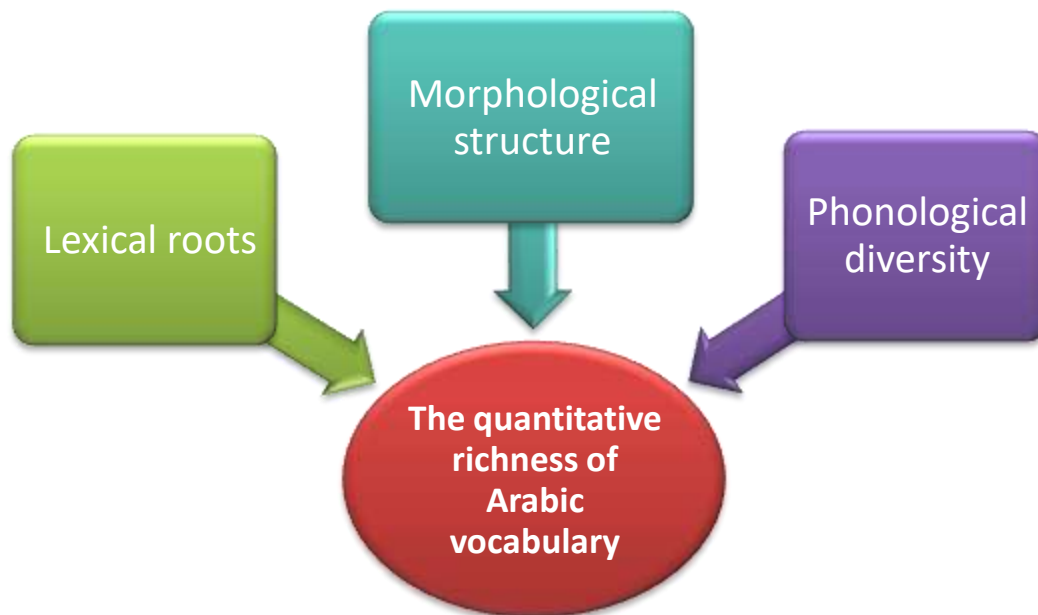 Morphological
structure
Lexical roots
Phonological
diversity
The quantitative
richness of
Arabic
vocabulary